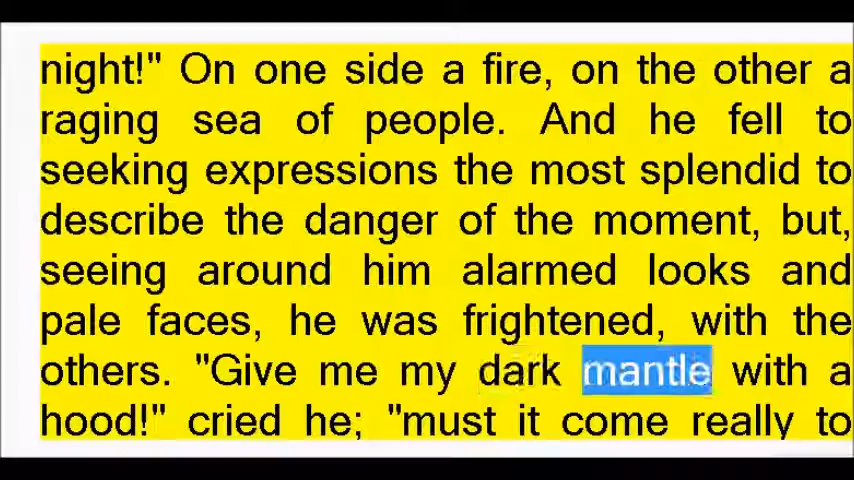 night!" On one side a fire, on the other a
raging sea of people. And he fell to
seeking expressions the most splendid to
describe the danger of the moment, but,
seeing around him alarmed looks and
pale faces, he was frightened, with the
others. "Give me my dark mantle with a
hood!" cried he; "must it come really to